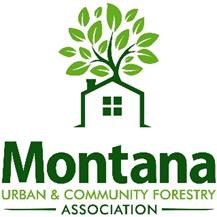 Montana
URBAN & COMMUNITY FORESTRY
ASSOCIATION